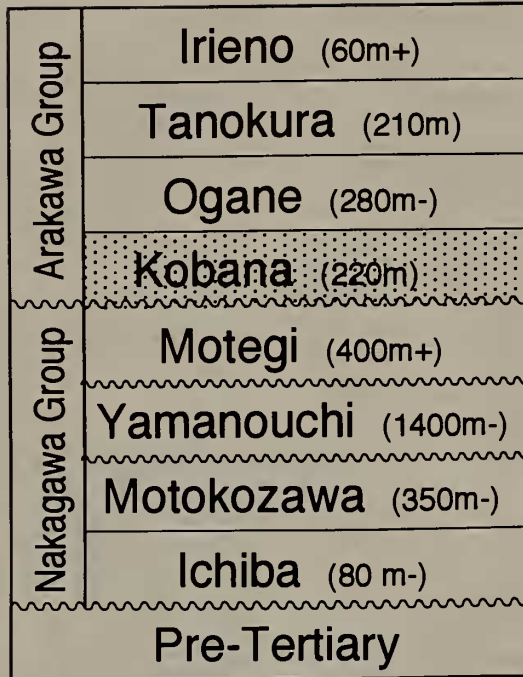 Arakawa Group
Irieno (60m+)
Tanokura (210m)
Ogane (280m-)
Kobana (220m)
Nakagawa Group
Motegi (400m+)
Yamanouchi (1400m-)
Motokozawa (350m-)
Ichiba (80 m-)
Pre-Tertiary